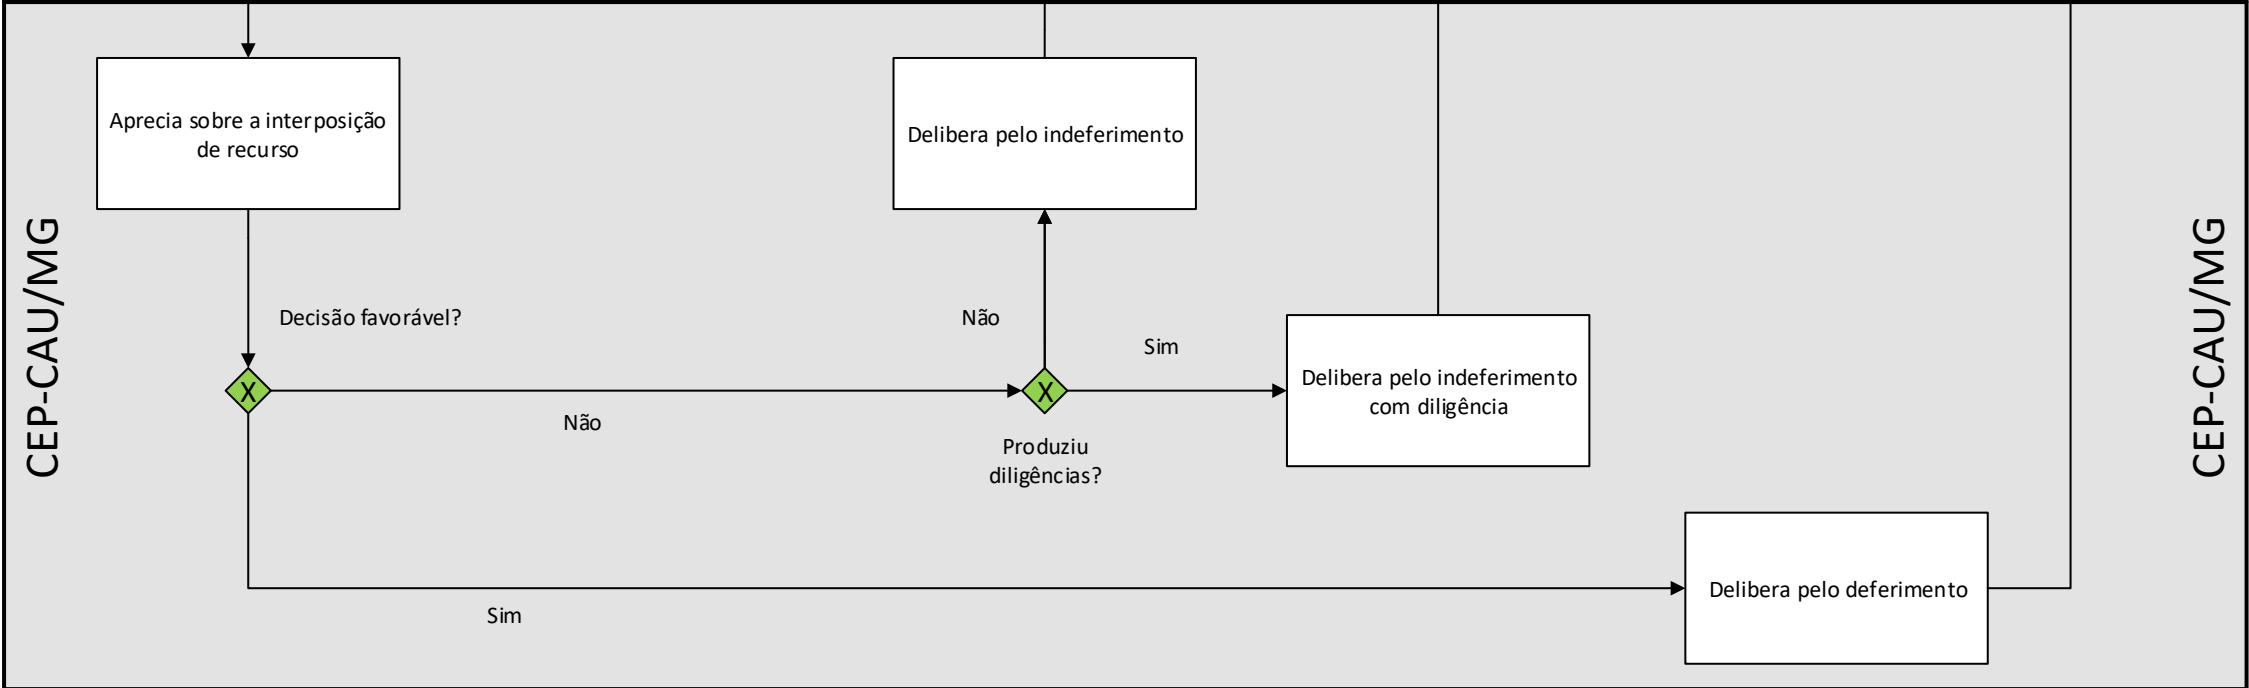 CEP-CAU/MG
Aprecia sobre a interposição
de recurso
Decisão favorável?
X
Não
Sim
Delibera pelo indeferimento
Não
X
Sim
Produziu
diligências?
Delibera pelo indeferimento
com diligência
Delibera pelo deferimento
CEP-CAU/MG